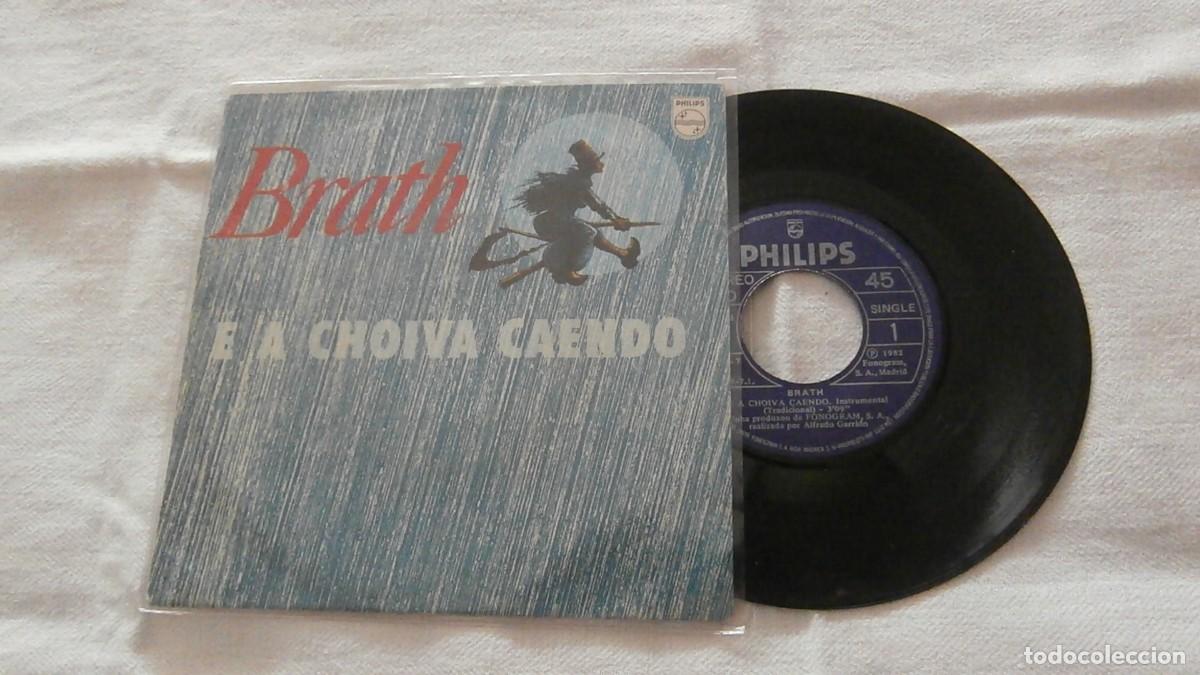 PHILIPS
Brath
E A CHOIVA CAENDO
PHILIPS
45
SINGLE
1
Ⓟ 1982
Fonogram,
S. A., Madrid
BRATH
A CHOIVA CAENDO. Instrumental
(Tradicional) - 3'09"
de FONOGRAM, S. A.,
realizada por Alfredo Garrido
todocoleccion